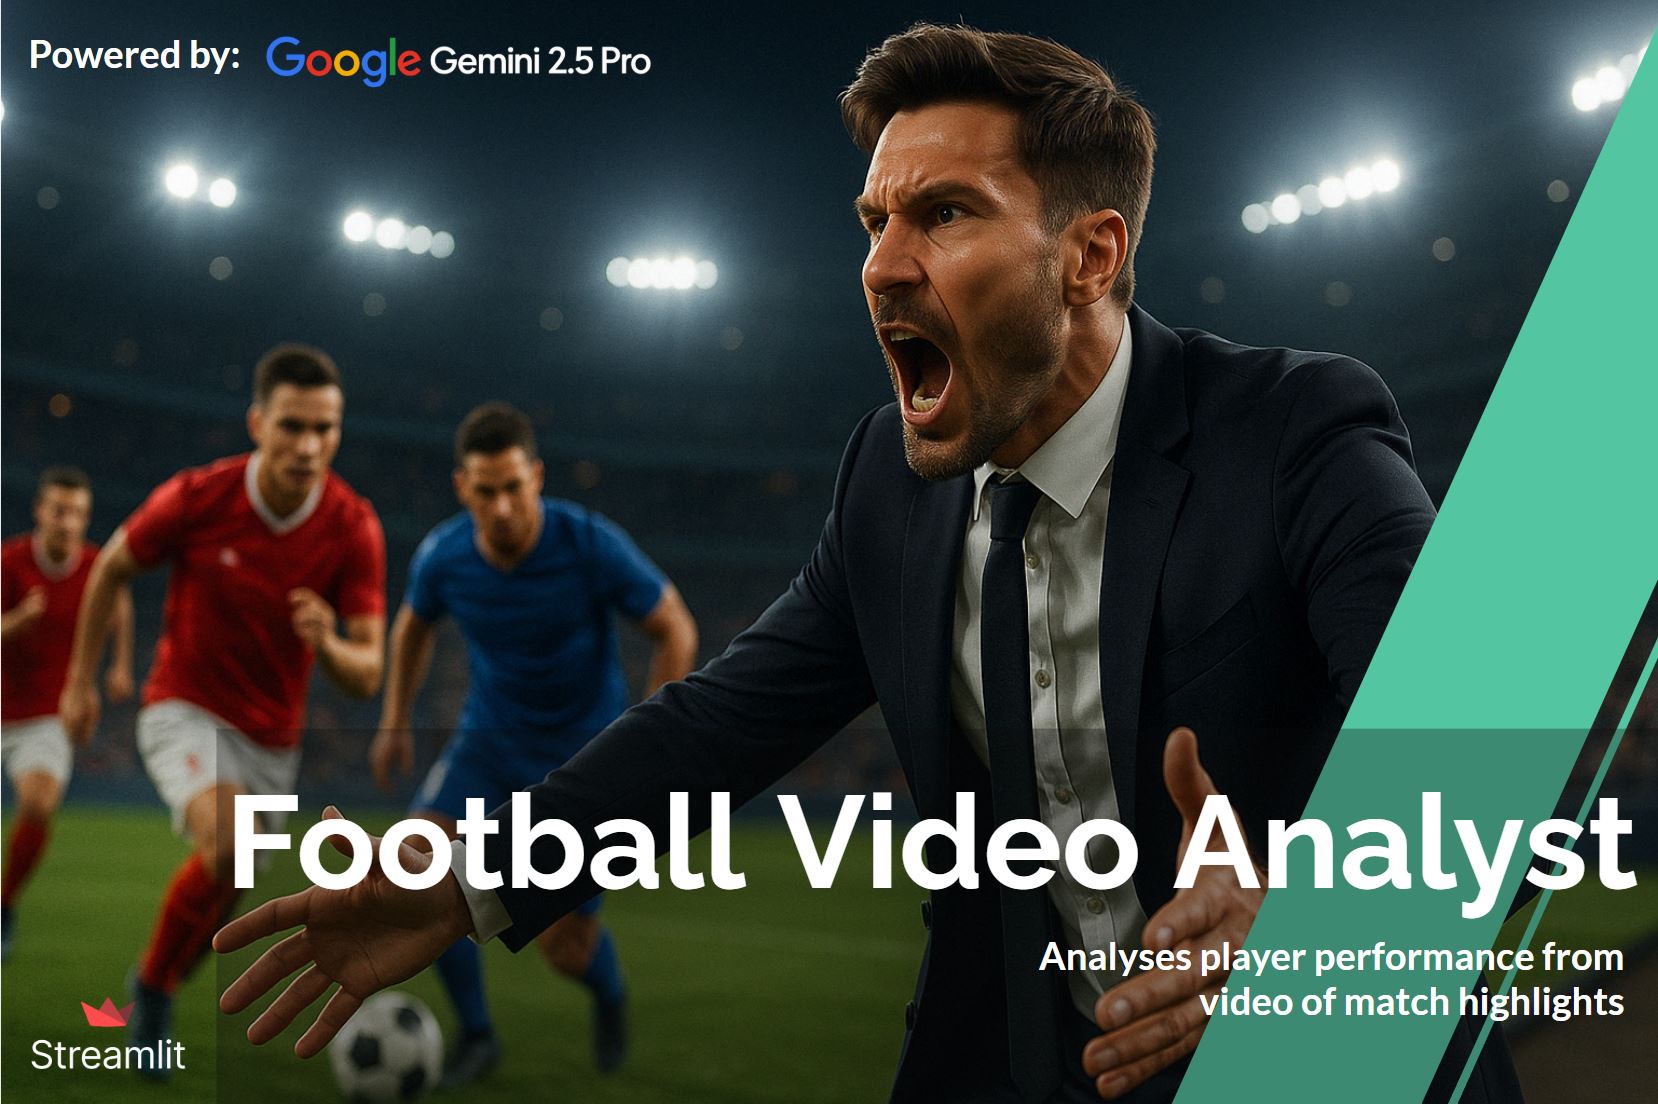 Powered by: Google Gemini 2.5 Pro
Football Video Analyst
Analyses player performance from
video of match highlights
Streamlit